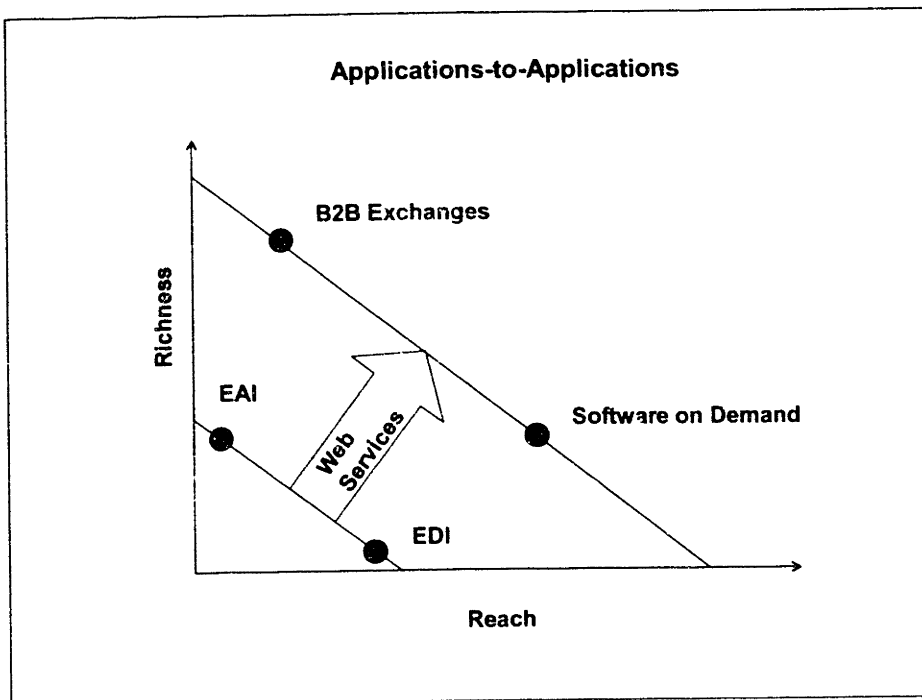 Applications-to-Applications
B2B Exchanges
Richness
EAI
Web
Services
Software on Demand
EDI
Reach